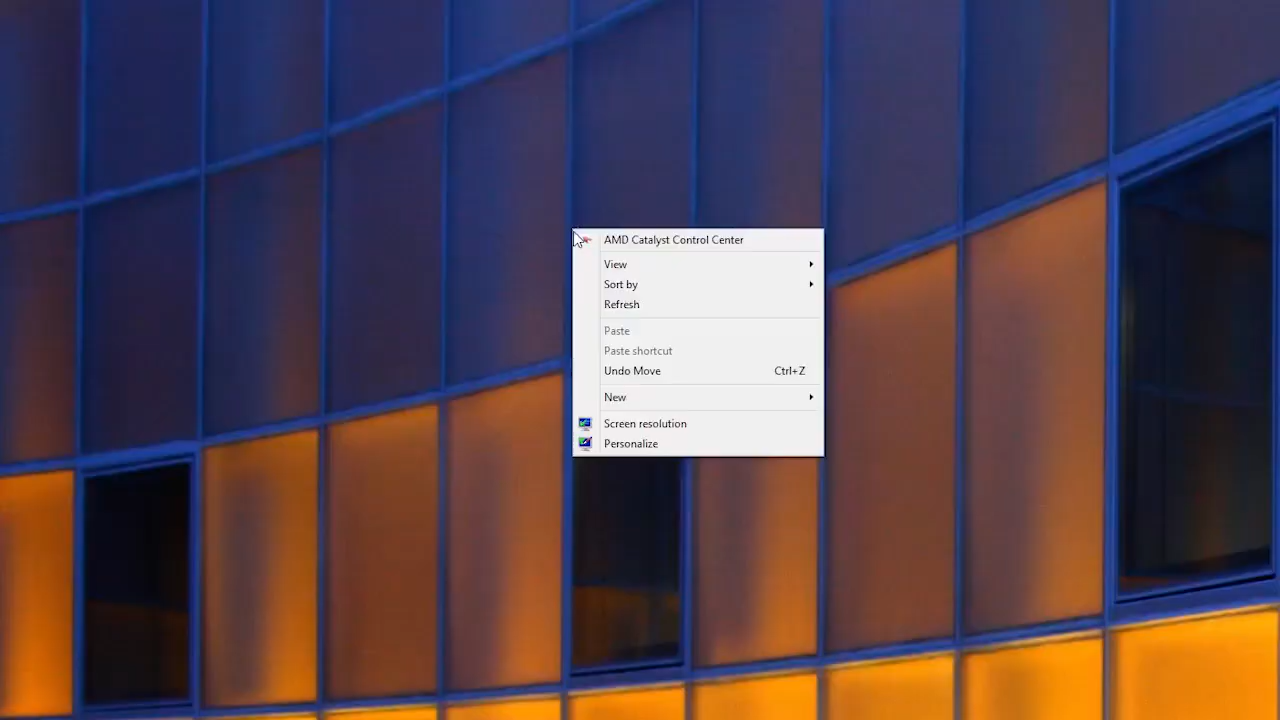 AMD Catalyst Control Center
View
Sort by
Refresh
Paste
Paste shortcut
Undo Move Ctrl+Z
New
Screen resolution
Personalize